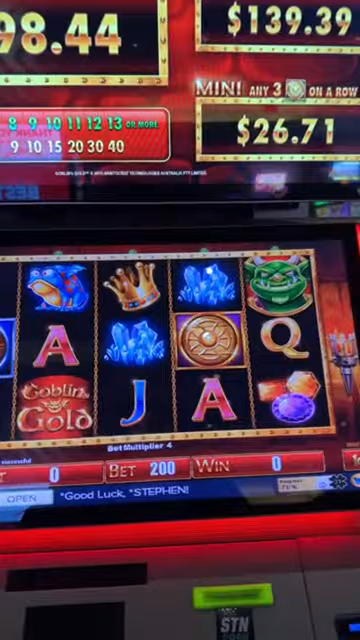 98.44
$139.39
MINI ANY 3 ON A ROW
8 9 10 11 12 13 OR MORE
9 10 15 20 30 40
$26.71
A
Q
Goblins
Gold
J
A
Bet Multiplier 4
successful
0
BET 200
WIN
0
OPEN
"Good Luck, *STEPHEN!
STN